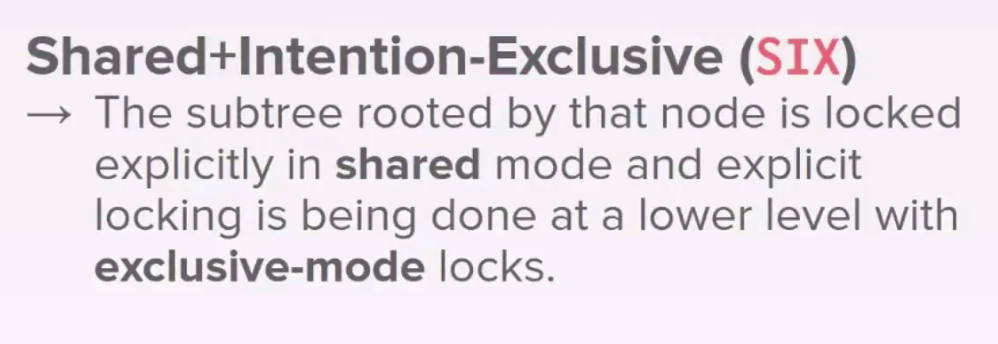 Shared+Intention-Exclusive (SIX)
→ The subtree rooted by that node is locked
explicitly in shared mode and explicit
locking is being done at a lower level with
exclusive-mode locks.